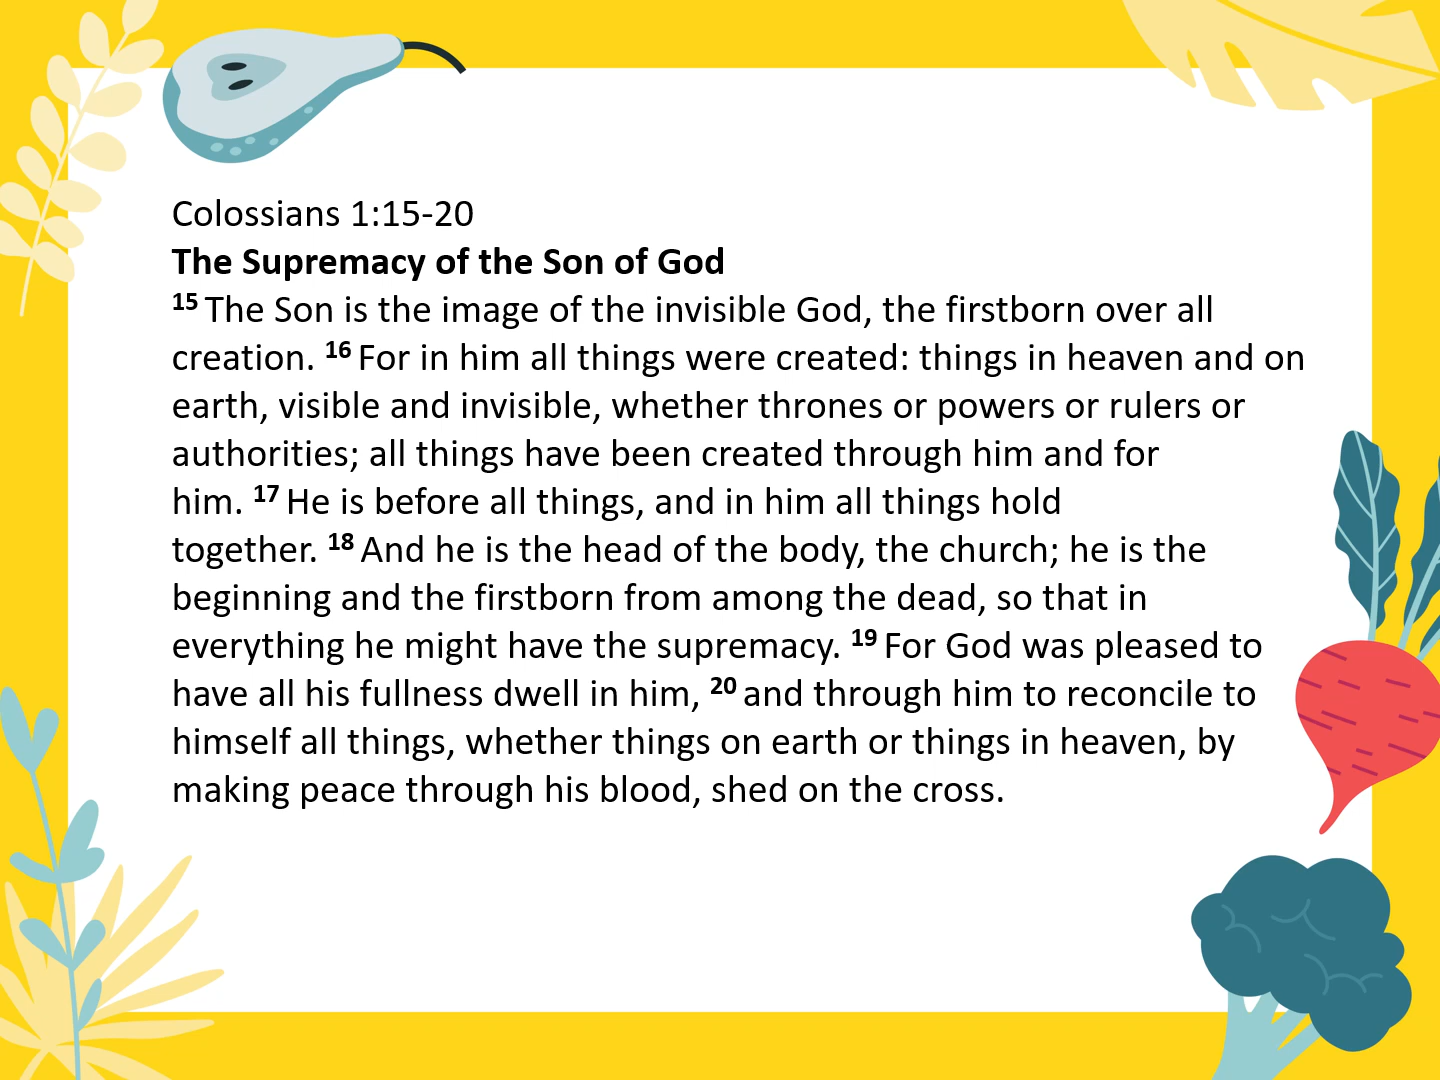 Colossians 1:15-20
The Supremacy of the Son of God
15 The Son is the image of the invisible God, the firstborn over all
creation. 16 For in him all things were created: things in heaven and on
earth, visible and invisible, whether thrones or powers or rulers or
authorities; all things have been created through him and for
him. 17 He is before all things, and in him all things hold
together. 18 And he is the head of the body, the church; he is the
beginning and the firstborn from among the dead, so that in
everything he might have the supremacy. 19 For God was pleased to
have all his fullness dwell in him, 20 and through him to reconcile to
himself all things, whether things on earth or things in heaven, by
making peace through his blood, shed on the cross.